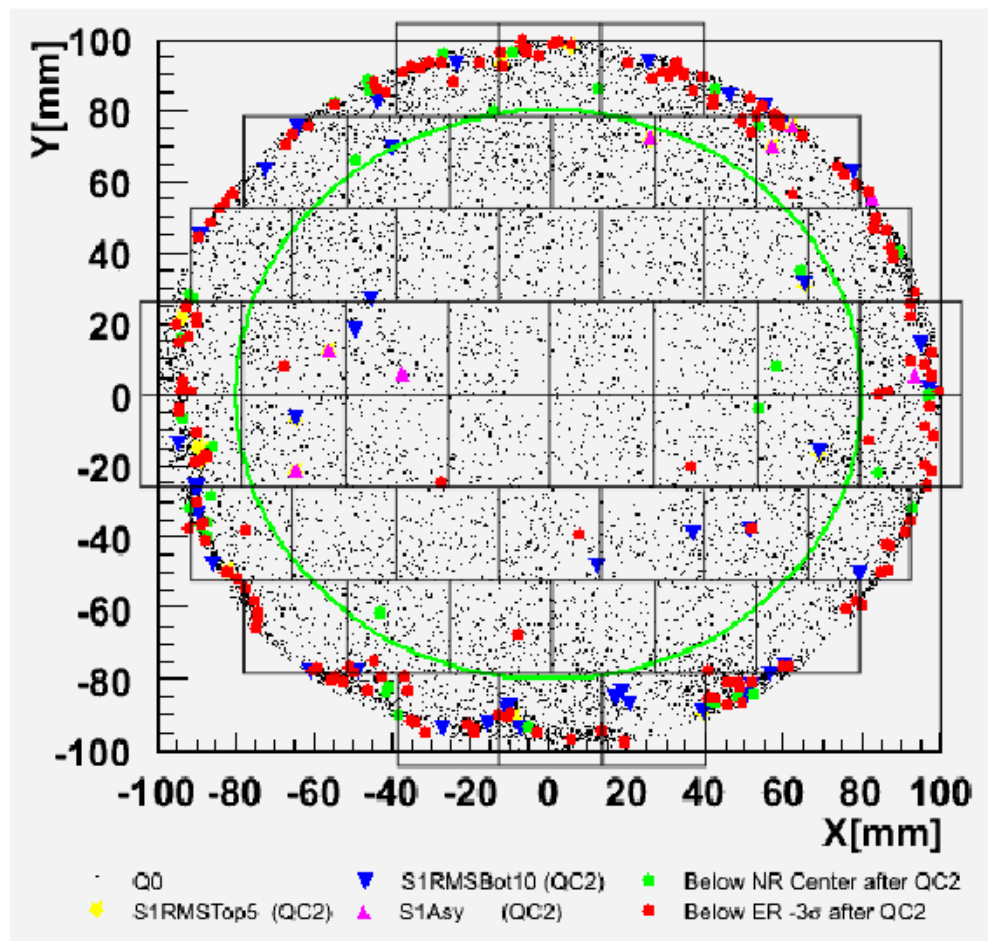 Y[mm]
100
80
60
40
20
0
-20
-40
-60
-80
-100
-100 -80 -60 -40 -20 0 20 40 60 80 100
X[mm]
Q0
S1RMSBot10 (QC2)
Below NR Center after QC2
S1RMSTop5 (QC2)
S1Asy (QC2)
Below ER -3σ after QC2